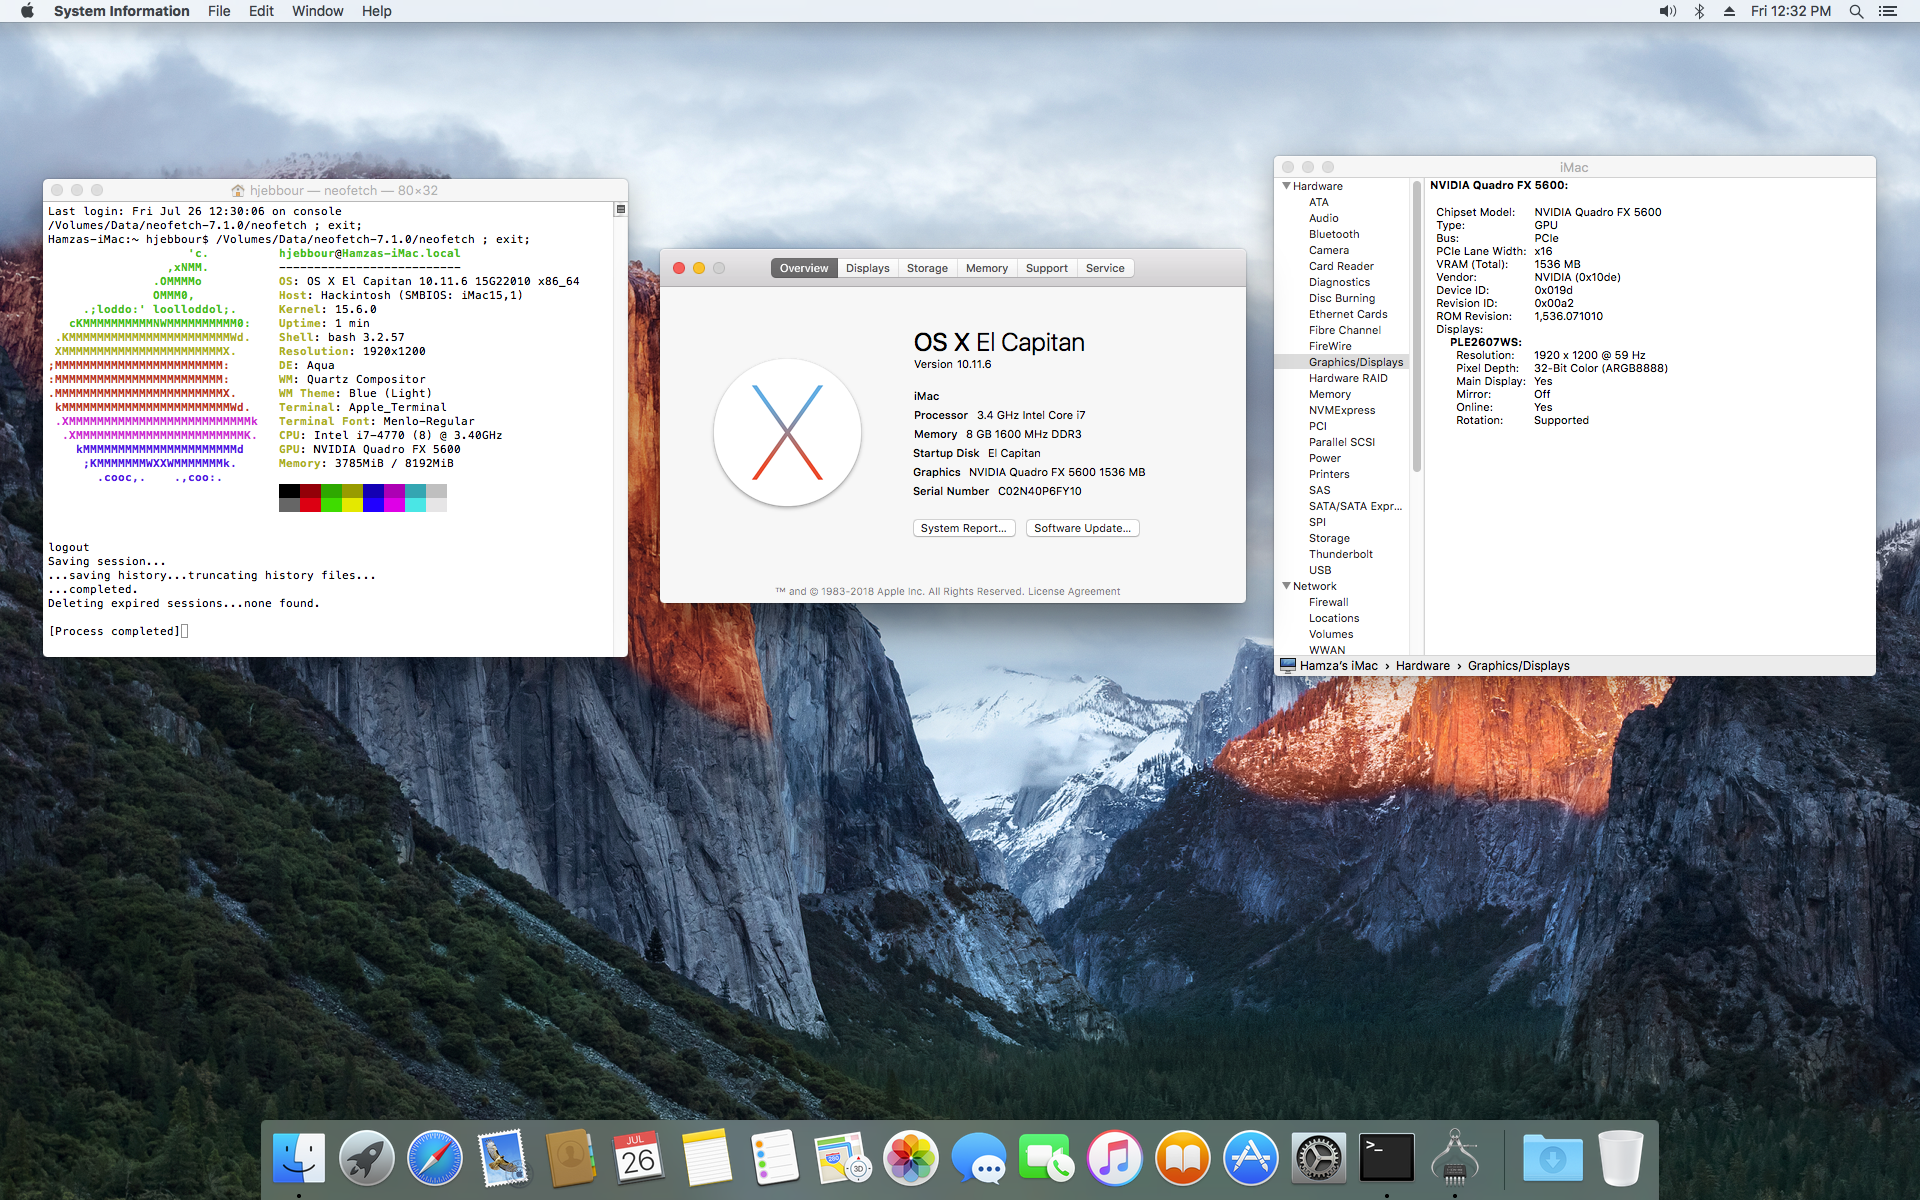 System Information File Edit Window Help
Fri 12:32 PM
hjebbour — neofetch — 80×32
Last login: Fri Jul 26 12:30:06 on console
/Volumes/Data/neofetch-7.1.0/neofetch ; exit;
Hamzas-iMac:~ hjebbour$ /Volumes/Data/neofetch-7.1.0/neofetch ; exit;
'c. hjebbour@Hamzas-iMac.local
,xNMM. --------------------------
.OMMMMo OS: OS X El Capitan 10.11.6 15G22010 x86_64
OMMM0, Host: Hackintosh (SMBIOS: iMac15,1)
.;loddo:' loolloddol;. Kernel: 15.6.0
cKMMMMMMMMMMNWMMMMMMMMMM0: Uptime: 1 min
.KMMMMMMMMMMMMMMMMMMMMMMMWd. Shell: bash 3.2.57
XMMMMMMMMMMMMMMMMMMMMMMMX. Resolution: 1920x1200
;MMMMMMMMMMMMMMMMMMMMMMMM: DE: Aqua
:MMMMMMMMMMMMMMMMMMMMMMMM: WM: Quartz Compositor
.MMMMMMMMMMMMMMMMMMMMMMMMX. WM Theme: Blue (Light)
kMMMMMMMMMMMMMMMMMMMMMMMMWd. Terminal: Apple_Terminal
.XMMMMMMMMMMMMMMMMMMMMMMMMMMk Terminal Font: Menlo-Regular
.XMMMMMMMMMMMMMMMMMMMMMMMMK. CPU: Intel i7-4770 (8) @ 3.40GHz
kMMMMMMMMMMMMMMMMMMMMMMd GPU: NVIDIA Quadro FX 5600
;KMMMMMMMWXXWMMMMMMMk. Memory: 3785MiB / 8192MiB
.cooc,. .,coo:.
logout
Saving session...
...saving history...truncating history files...
...completed.
Deleting expired sessions...none found.
[Process completed]
Overview Displays Storage Memory Support Service
OS X El Capitan
Version 10.11.6
iMac
Processor 3.4 GHz Intel Core i7
Memory 8 GB 1600 MHz DDR3
Startup Disk El Capitan
Graphics NVIDIA Quadro FX 5600 1536 MB
Serial Number C02N40P6FY10
System Report... Software Update...
™ and © 1983-2018 Apple Inc. All Rights Reserved. License Agreement
iMac
Hardware
ATA
Audio
Bluetooth
Camera
Card Reader
Diagnostics
Disc Burning
Ethernet Cards
Fibre Channel
FireWire
Graphics/Displays
Hardware RAID
Memory
NVMExpress
PCI
Parallel SCSI
Power
Printers
SAS
SATA/SATA Expr...
SPI
Storage
Thunderbolt
USB
Network
Firewall
Locations
Volumes
WWAN
NVIDIA Quadro FX 5600:
Chipset Model: NVIDIA Quadro FX 5600
Type: GPU
Bus: PCIe
PCIe Lane Width: x16
VRAM (Total): 1536 MB
Vendor: NVIDIA (0x10de)
Device ID: 0x019d
Revision ID: 0x00a2
ROM Revision: 1,536.071010
Displays:
PLE2607WS:
Resolution: 1920 x 1200 @ 59 Hz
Pixel Depth: 32-Bit Color (ARGB8888)
Main Display: Yes
Mirror: Off
Online: Yes
Rotation: Supported
Hamza's iMac › Hardware › Graphics/Displays
JUL
26
280
3D
>_